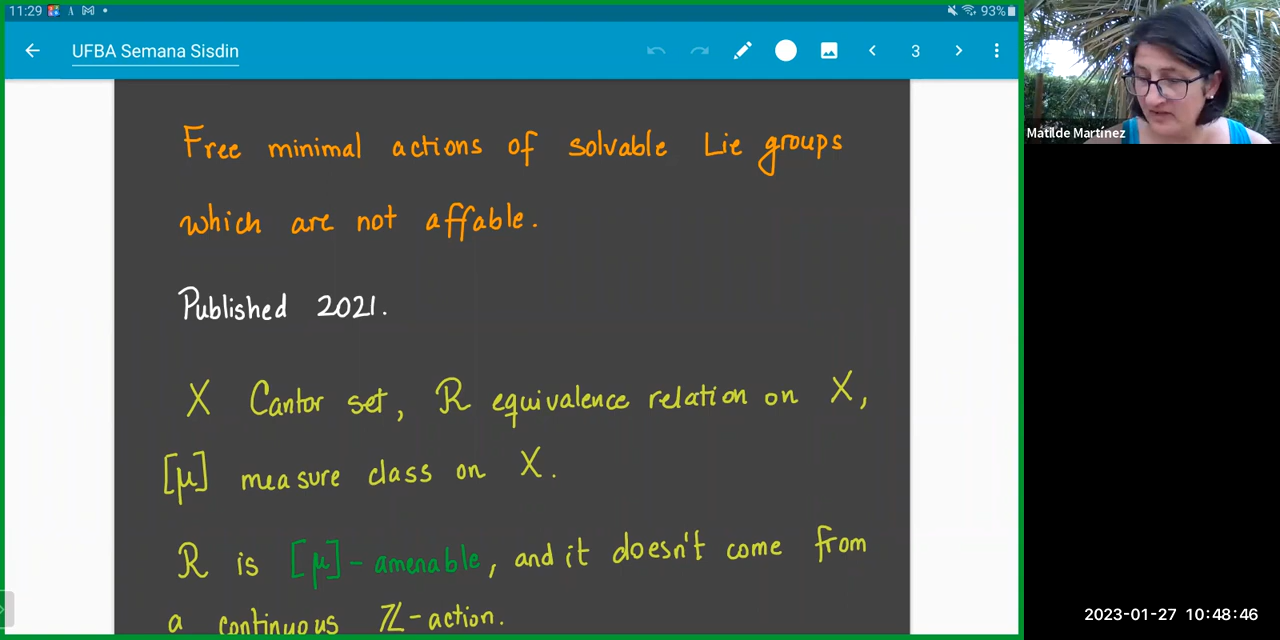 11:29
93%
UFBA Semana Sisdin
3
Free minimal actions of solvable Lie groups
which are not affable.
Published 2021.
X Cantor set, R equivalence relation on X,
[μ] measure class on X.
R is [μ]-amenable, and it doesn't come from
a continuous ℤ-action.
Matilde Martínez
2023-01-27 10:48:46